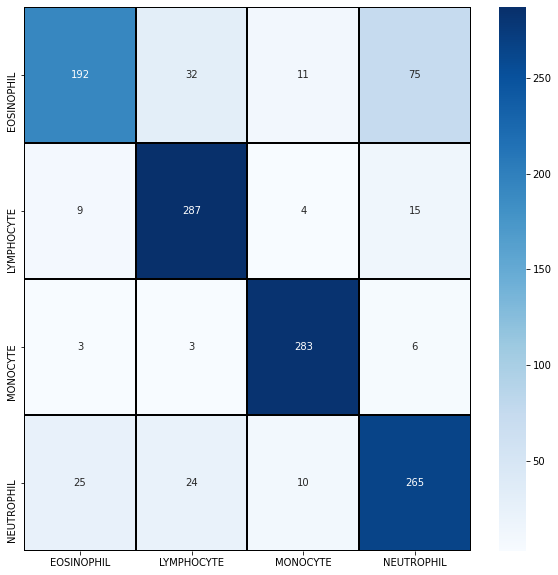 EOSINOPHIL 192 32 11 75
LYMPHOCYTE 9 287 4 15
MONOCYTE 3 3 283 6
NEUTROPHIL 25 24 10 265
EOSINOPHIL LYMPHOCYTE MONOCYTE NEUTROPHIL
250
200
150
100
50